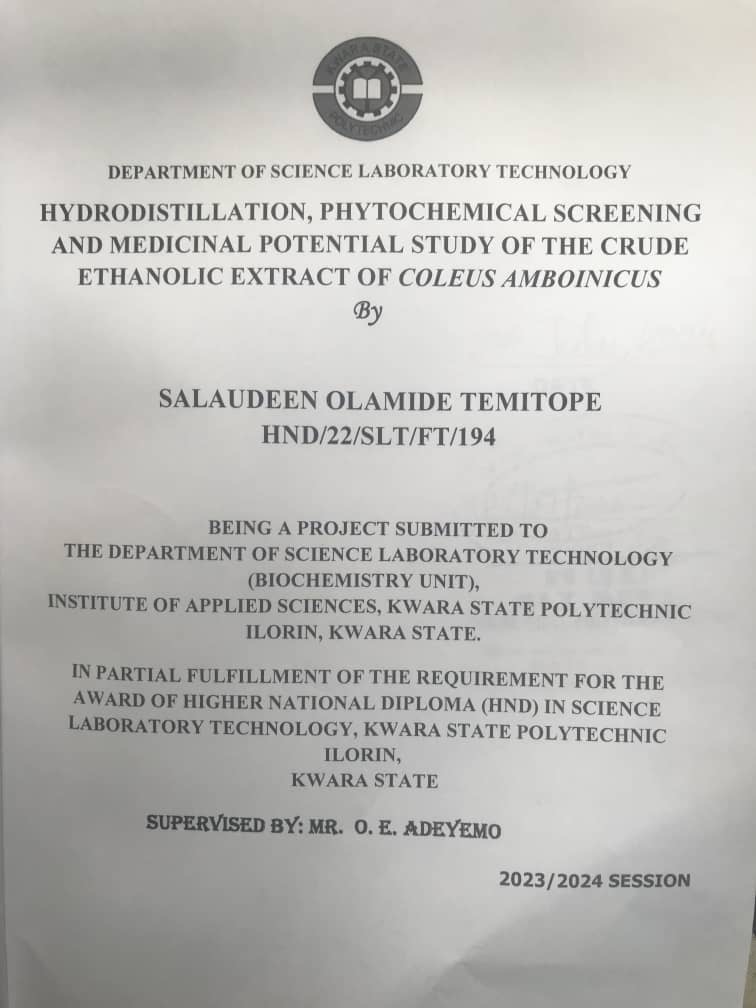 KWARA STATE
POLYTECHNIC
DEPARTMENT OF SCIENCE LABORATORY TECHNOLOGY
HYDRODISTILLATION, PHYTOCHEMICAL SCREENING
AND MEDICINAL POTENTIAL STUDY OF THE CRUDE
ETHANOLIC EXTRACT OF COLEUS AMBOINICUS
By
SALAUDEEN OLAMIDE TEMITOPE
HND/22/SLT/FT/194
BEING A PROJECT SUBMITTED TO
THE DEPARTMENT OF SCIENCE LABORATORY TECHNOLOGY
(BIOCHEMISTRY UNIT),
INSTITUTE OF APPLIED SCIENCES, KWARA STATE POLYTECHNIC
ILORIN, KWARA STATE.
IN PARTIAL FULFILLMENT OF THE REQUIREMENT FOR THE
AWARD OF HIGHER NATIONAL DIPLOMA (HND) IN SCIENCE
LABORATORY TECHNOLOGY, KWARA STATE POLYTECHNIC
ILORIN,
KWARA STATE
SUPERVISED BY: MR. O. E. ADEYEMO
2023/2024 SESSION